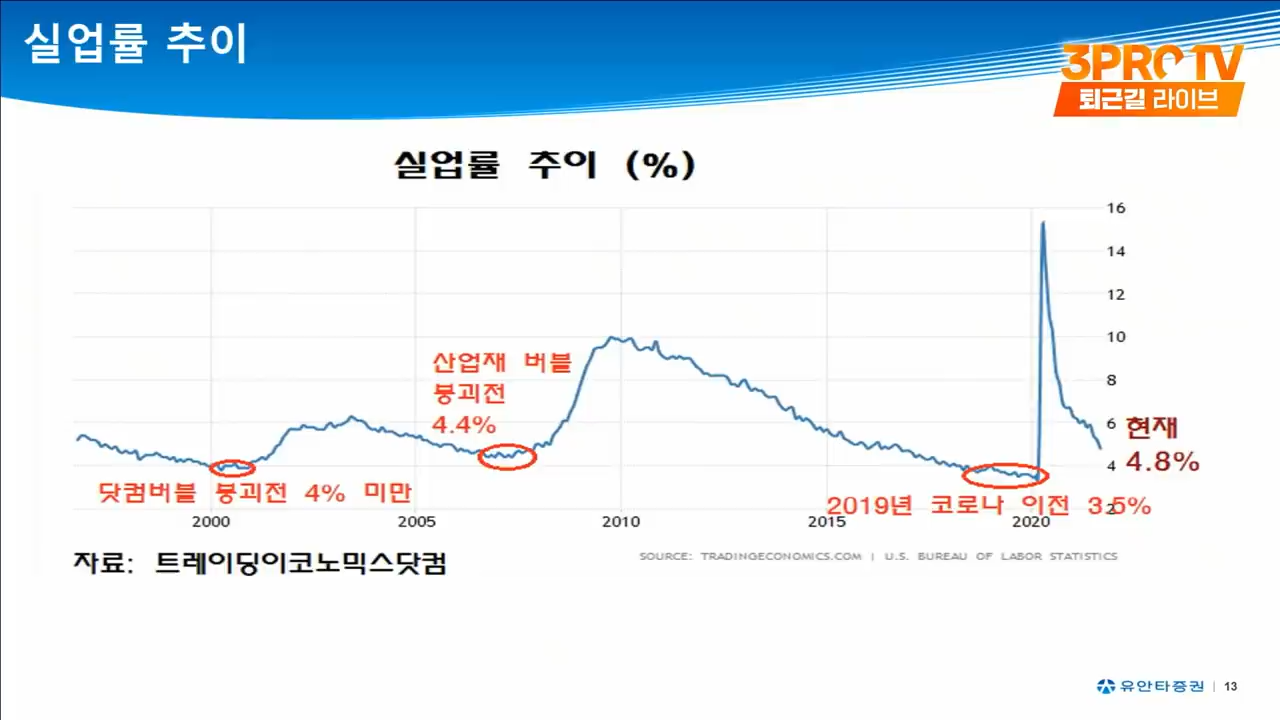 실업률 추이
3PROTV
퇴근길 라이브
실업률 추이 (%)
16
14
12
10
8
6
4
2
산업재 버블
붕괴전
4.4%
현재
4.8%
닷컴버블 붕괴전 4% 미만
2019년 코로나 이전 3.5%
2000
2005
2010
2015
2020
자료: 트레이딩이코노믹스닷컴
SOURCE: TRADINGECONOMICS.COM | U.S. BUREAU OF LABOR STATISTICS
유안타증권 | 13